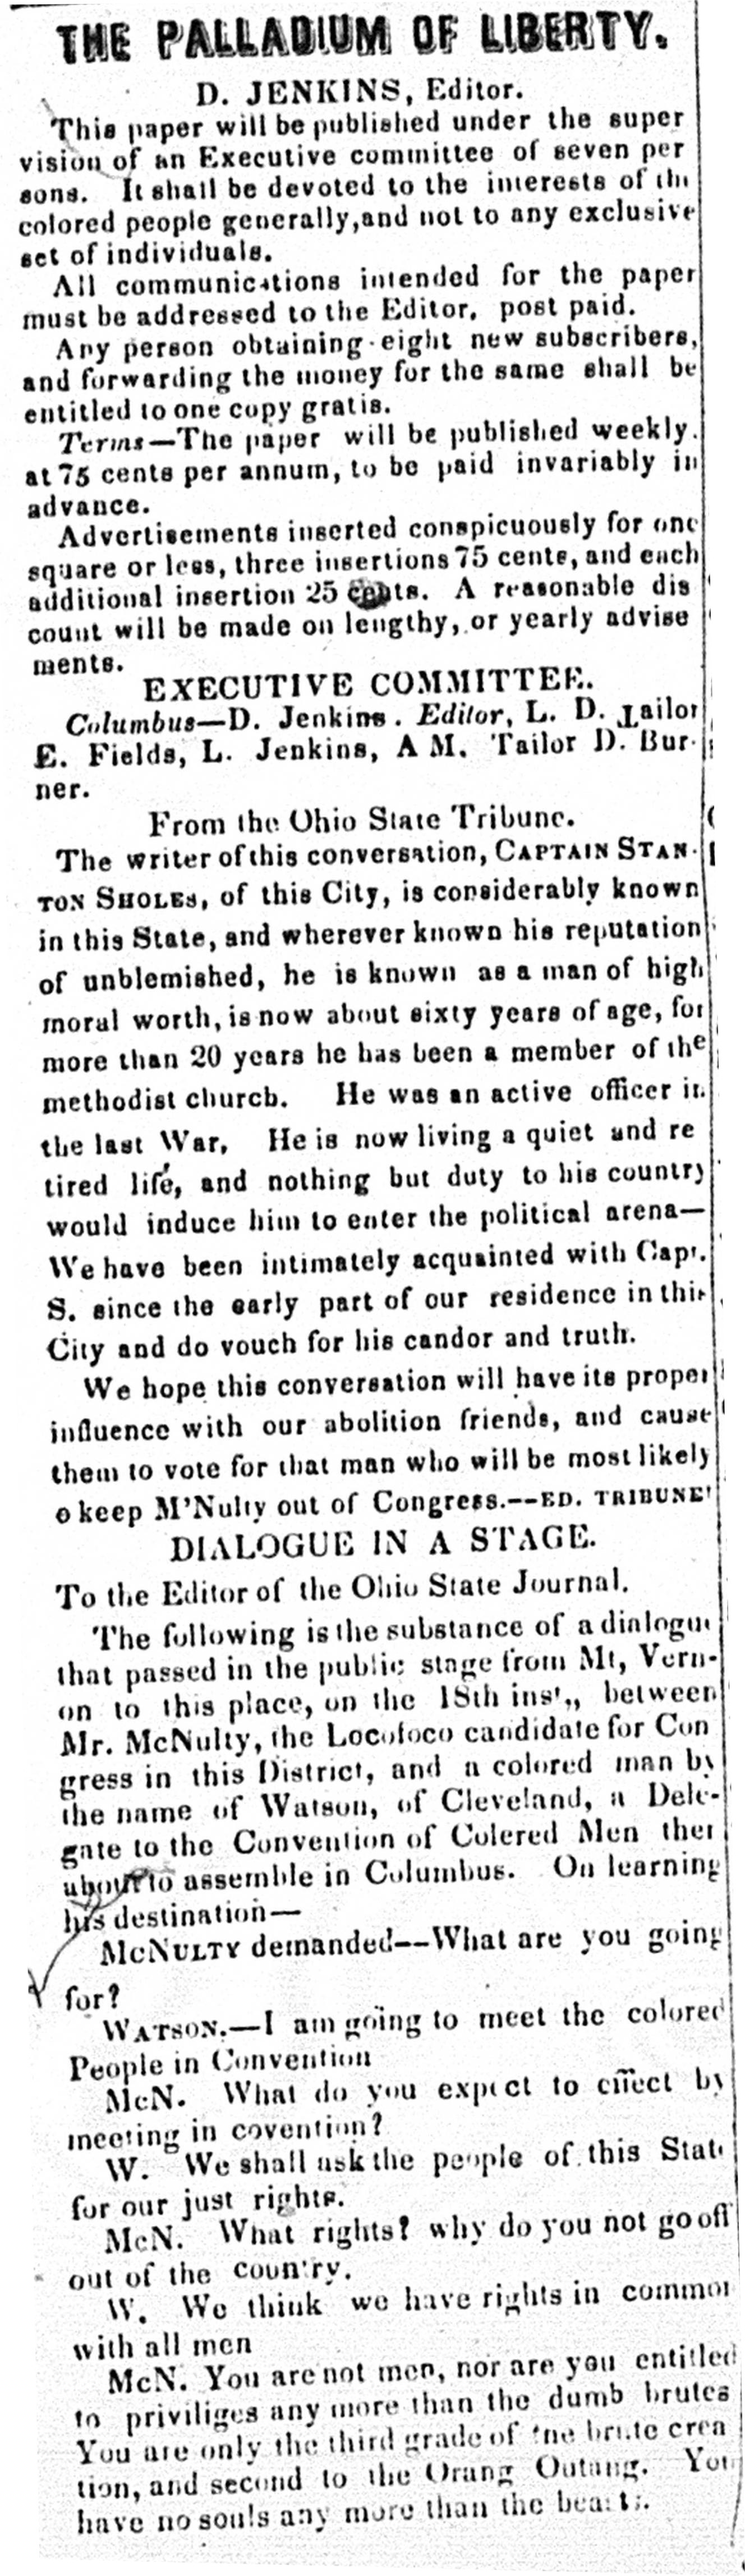 THE PALLADIUM OF LIBERTY.
D. JENKINS, Editor.
This paper will be published under the super
vision of an Executive committee of seven per
sons. It shall be devoted to the interests of th
colored people generally,and not to any exclusive
set of individuals.
All communications intended for the paper
must be addressed to the Editor, post paid.
Any person obtaining eight new subscribers,
and forwarding the money for the same shall be
entitled to one copy gratis.
Terms—The paper will be published weekly.
at 75 cents per annum, to be paid invariably in
advance.
Advertisements inserted conspicuously for one
square or less, three insertions 75 cents, and each
additional insertion 25 cents. A reasonable dis
count will be made on lengthy, or yearly advise
ments.
EXECUTIVE COMMITTEE.
Columbus—D. Jenkins. Editor, L. D. Tailor
E. Fields, L. Jenkins, A M. Tailor D. Bur-
ner.
From the Ohio State Tribune.
The writer of this conversation, CAPTAIN STAN-
TON SHOLES, of this City, is considerably known
in this State, and wherever known his reputation
of unblemished, he is known as a man of high
moral worth, is now about sixty years of age, for
more than 20 years he has been a member of the
methodist church. He was an active officer in
the last War, He is now living a quiet and re
tired life, and nothing but duty to his country
would induce him to enter the political arena—
We have been intimately acquainted with Capt.
S. since the early part of our residence in this
City and do vouch for his candor and truth.
We hope this conversation will have its proper
influence with our abolition friends, and cause
them to vote for that man who will be most likely
o keep M'Nulty out of Congress.--ED. TRIBUNE
DIALOGUE IN A STAGE.
To the Editor of the Ohio State Journal.
The following is the substance of a dialogue
that passed in the public stage from Mt, Vern-
on to this place, on the 18th inst,, between
Mr. McNulty, the Locofoco candidate for Con
gress in this District, and a colored man by
the name of Watson, of Cleveland, a Dele-
gate to the Convention of Colered Men then
about to assemble in Columbus. On learning
his destination—
MCNULTY demanded--What are you going
for?
WATSON.—I am going to meet the colored
People in Convention
McN. What do you expect to effect by
meeting in covention?
W. We shall ask the people of this State
for our just rights.
McN. What rights? why do you not go off
out of the country.
W. We think we have rights in common
with all men
McN. You are not men, nor are you entitled
to priviliges any more than the dumb brutes
You are only the third grade of the brute crea
tion, and second to the Orang Outang. You
have no souls any more than the beasts.